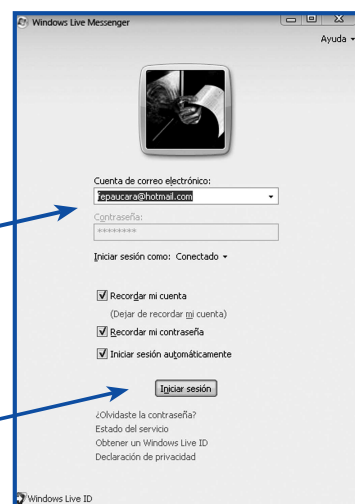 Windows Live Messenger
Ayuda
Cuenta de correo electrónico:
fepaucara@hotmail.com
Contraseña:
********
Iniciar sesión como: Conectado
Recordar mi cuenta
(Dejar de recordar mi cuenta)
Recordar mi contraseña
Iniciar sesión automáticamente
Iniciar sesión
¿Olvidaste la contraseña?
Estado del servicio
Obtener un Windows Live ID
Declaración de privacidad
Windows Live ID